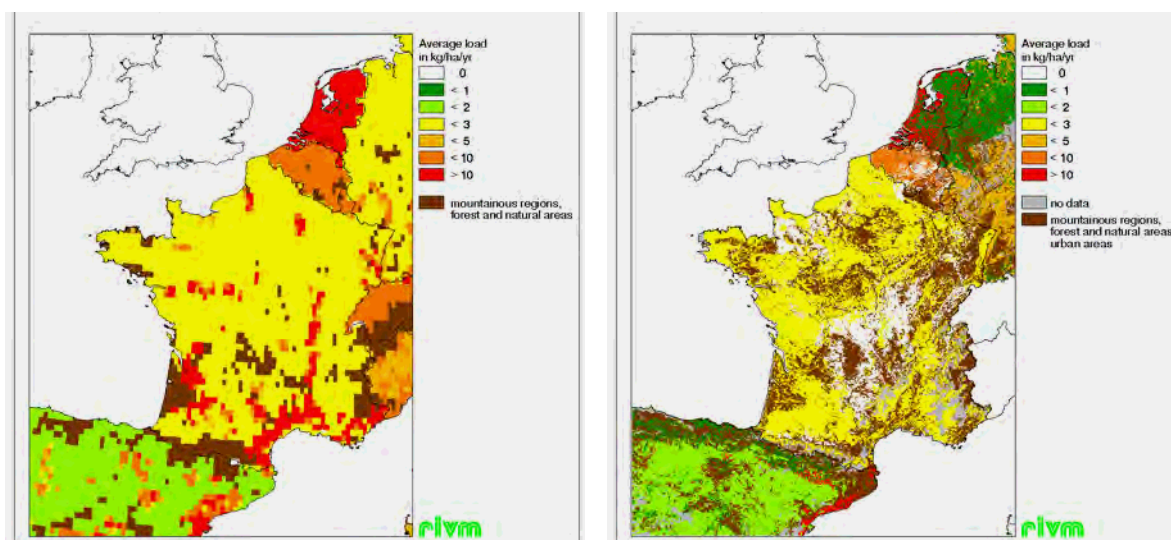 Average load
in kg/ha/yr
0
< 1
< 2
< 3
< 5
< 10
> 10
mountainous regions,
forest and natural areas
rivm
Average load
in kg/ha/yr
0
< 1
< 2
< 3
< 5
< 10
> 10
no data
mountainous regions,
forest and natural areas
urban areas
rivm